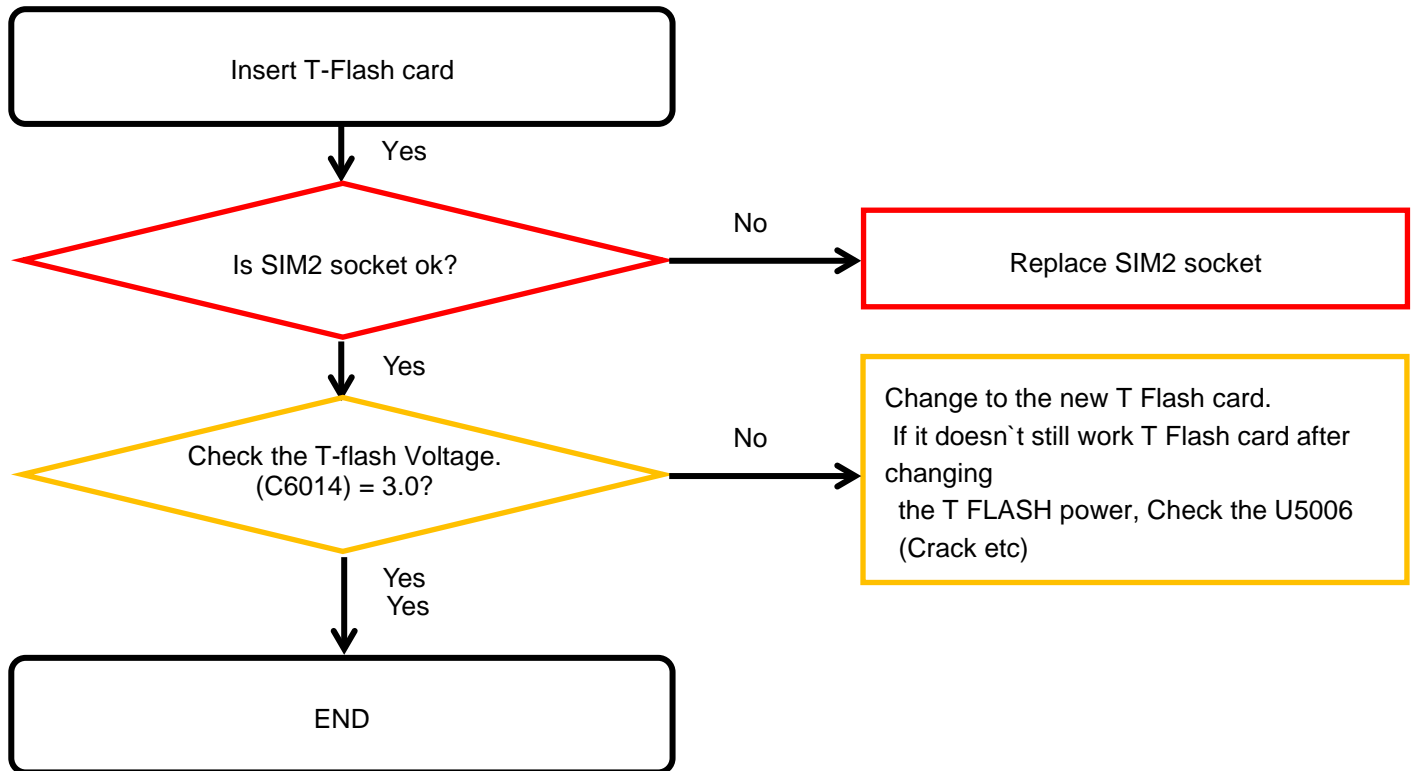 Insert T-Flash card
Yes
Is SIM2 socket ok?
No
Replace SIM2 socket
Yes
Check the T-flash Voltage.
(C6014) = 3.0?
No
Change to the new T Flash card.
If it doesn`t still work T Flash card after
changing
the T FLASH power, Check the U5006
(Crack etc)
Yes
Yes
END